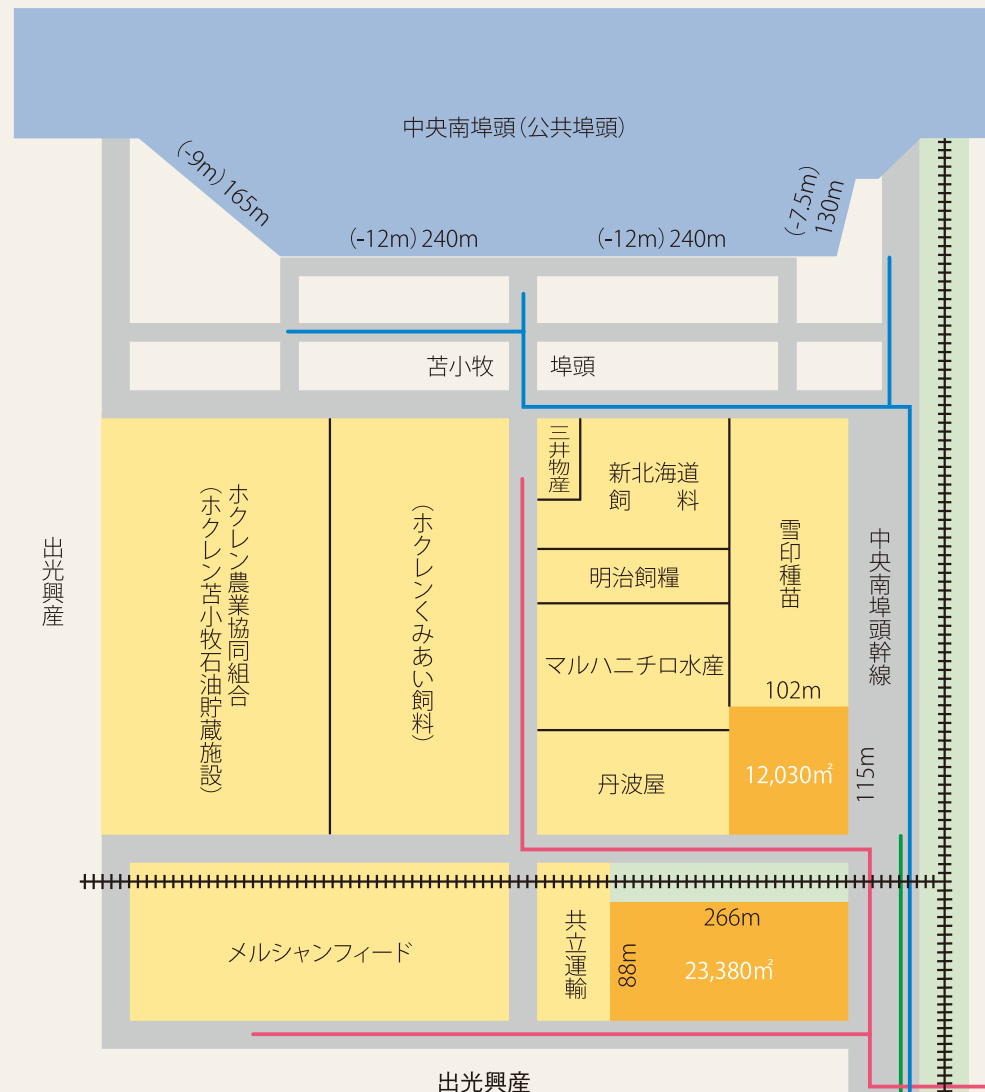 中央南埠頭(公共埠頭)
(-9m) 165m
(-12m) 240m
(-12m) 240m
(-7.5m)
130m
苫小牧 埠頭
出光興産
ホクレン農業協同組合
(ホクレン苫小牧石油貯蔵施設)
(ホクレンくみあい飼料)
三井物産
新北海道
飼 料
明治飼糧
マルハニチロ水産
丹波屋
雪印種苗
102m
12,030㎡
115m
中央南埠頭幹線
メルシャンフィード
共立運輸
266m
88m
23,380㎡
出光興産